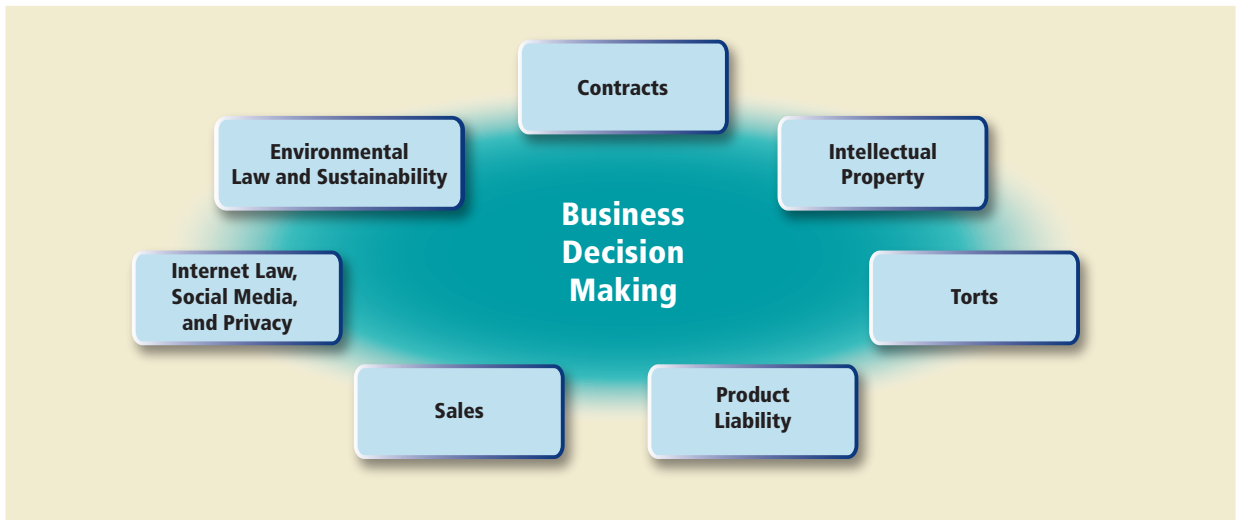 Contracts
Environmental
Law and Sustainability
Intellectual
Property
Business
Decision
Making
Internet Law,
Social Media,
and Privacy
Torts
Sales
Product
Liability